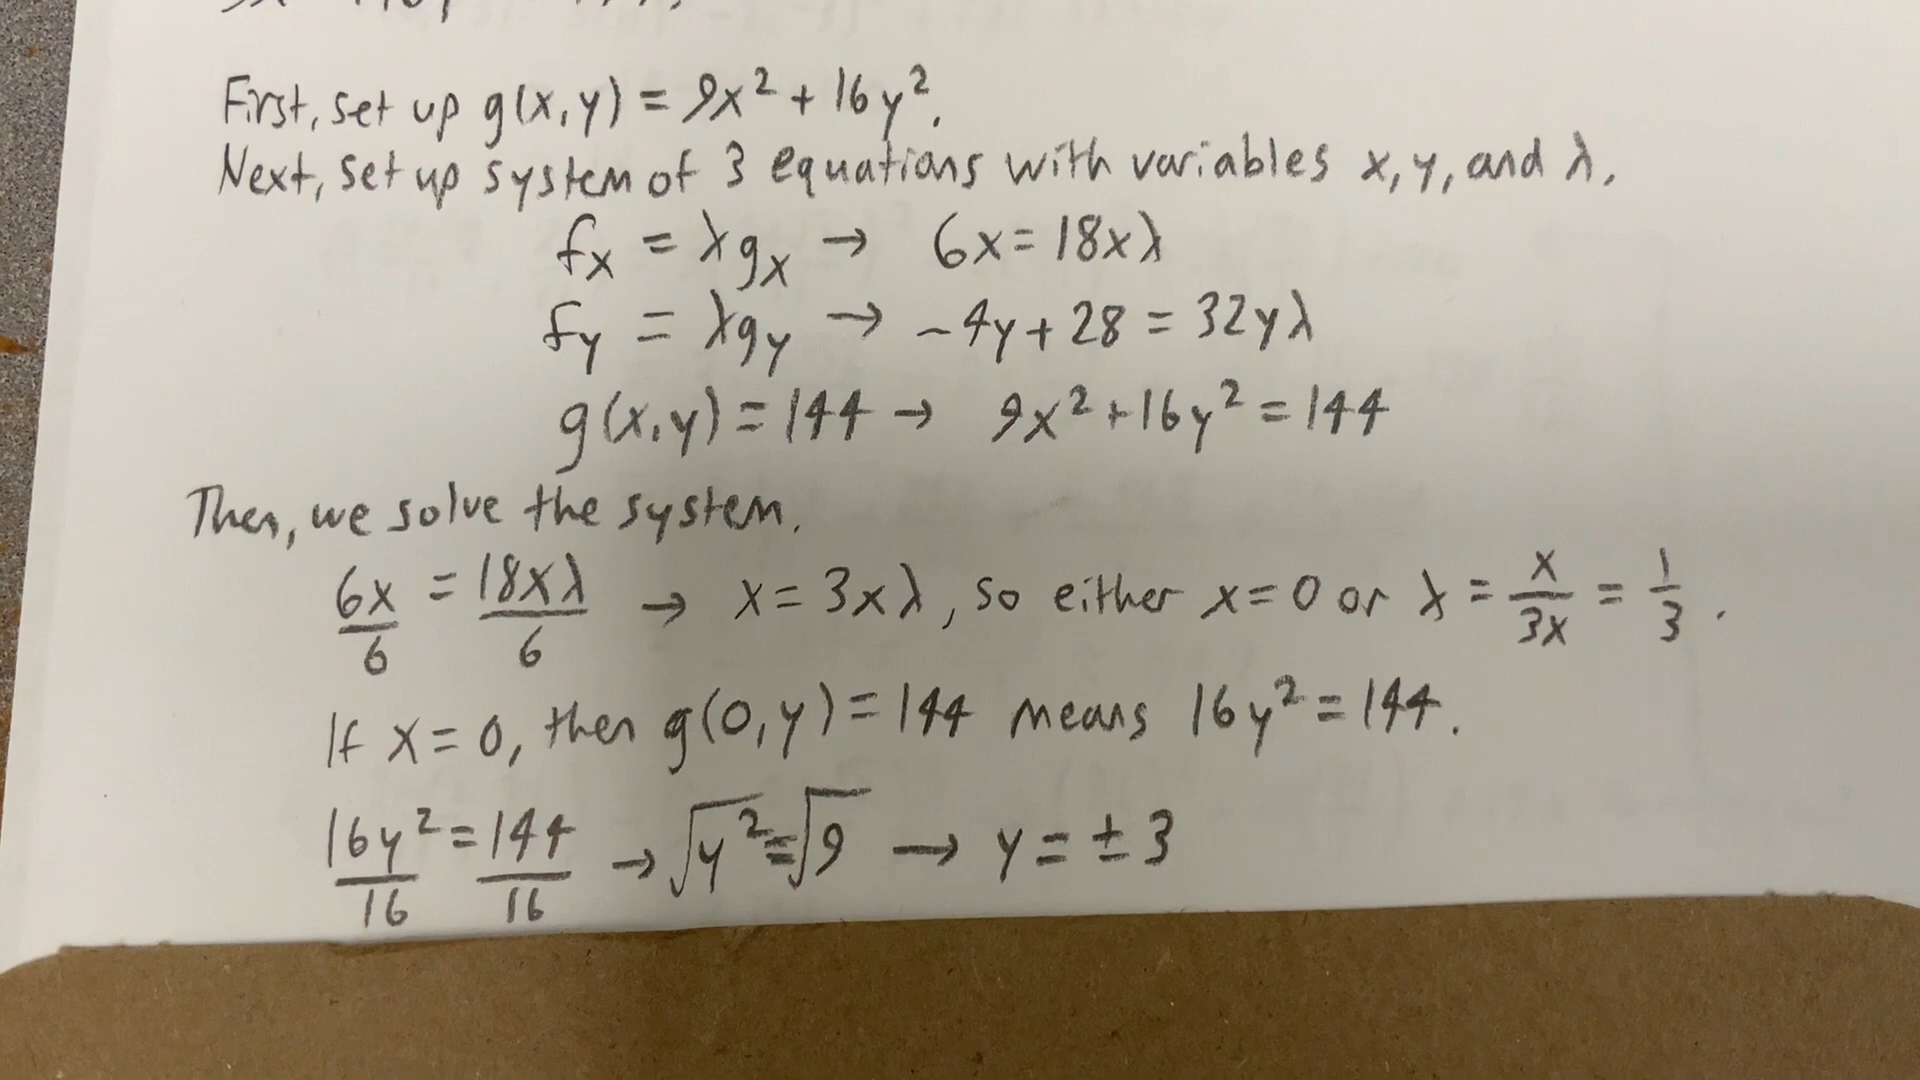 First, set up g(x,y) = 9x² + 16y².
Next, set up system of 3 equations with variables x, y, and λ.
fx = λgx → 6x = 18xλ
fy = λgy → -4y + 28 = 32yλ
g(x,y) = 144 → 9x² + 16y² = 144
Then, we solve the system.
6x/6 = 18xλ/6 → x = 3xλ, so either x = 0 or λ = x/3x = 1/3.
If x = 0, then g(0,y) = 144 means 16y² = 144.
16y²/16 = 144/16 → √y² = √9 → y = ± 3